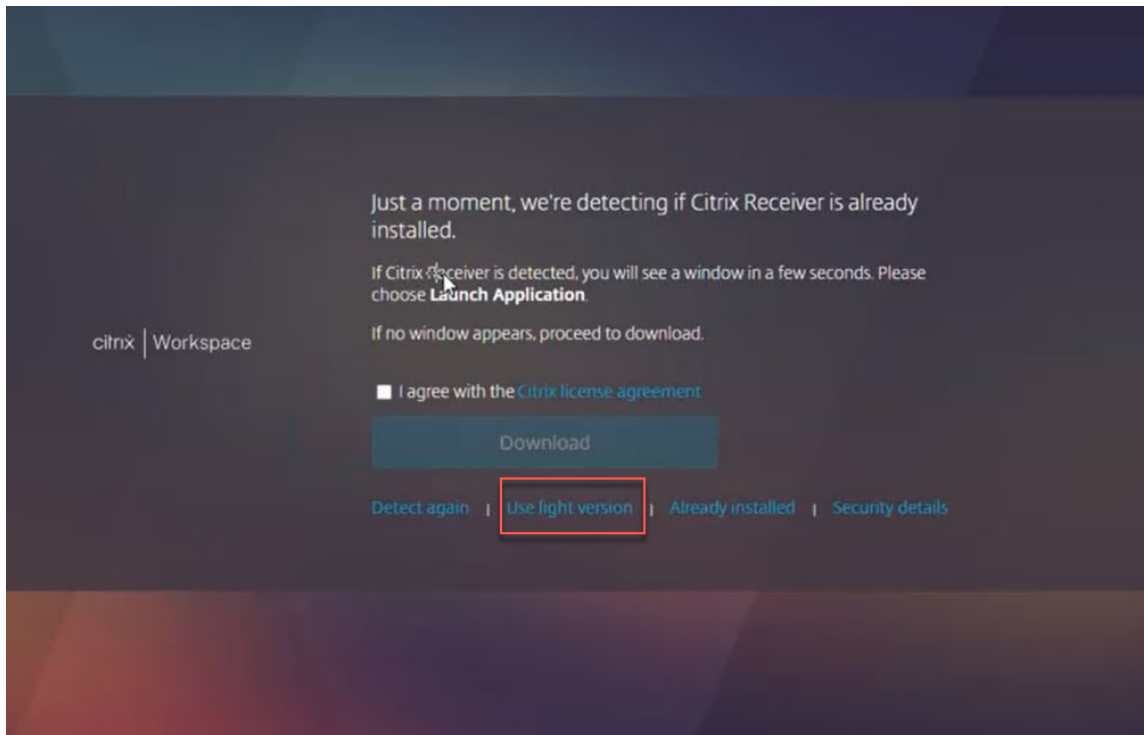 Just a moment, we're detecting if Citrix Receiver is already
installed.
If Citrix Receiver is detected, you will see a window in a few seconds. Please
choose Launch Application.
If no window appears, proceed to download.
citrix | Workspace
I agree with the Citrix license agreement
Download
Detect again | Use light version | Already installed | Security details